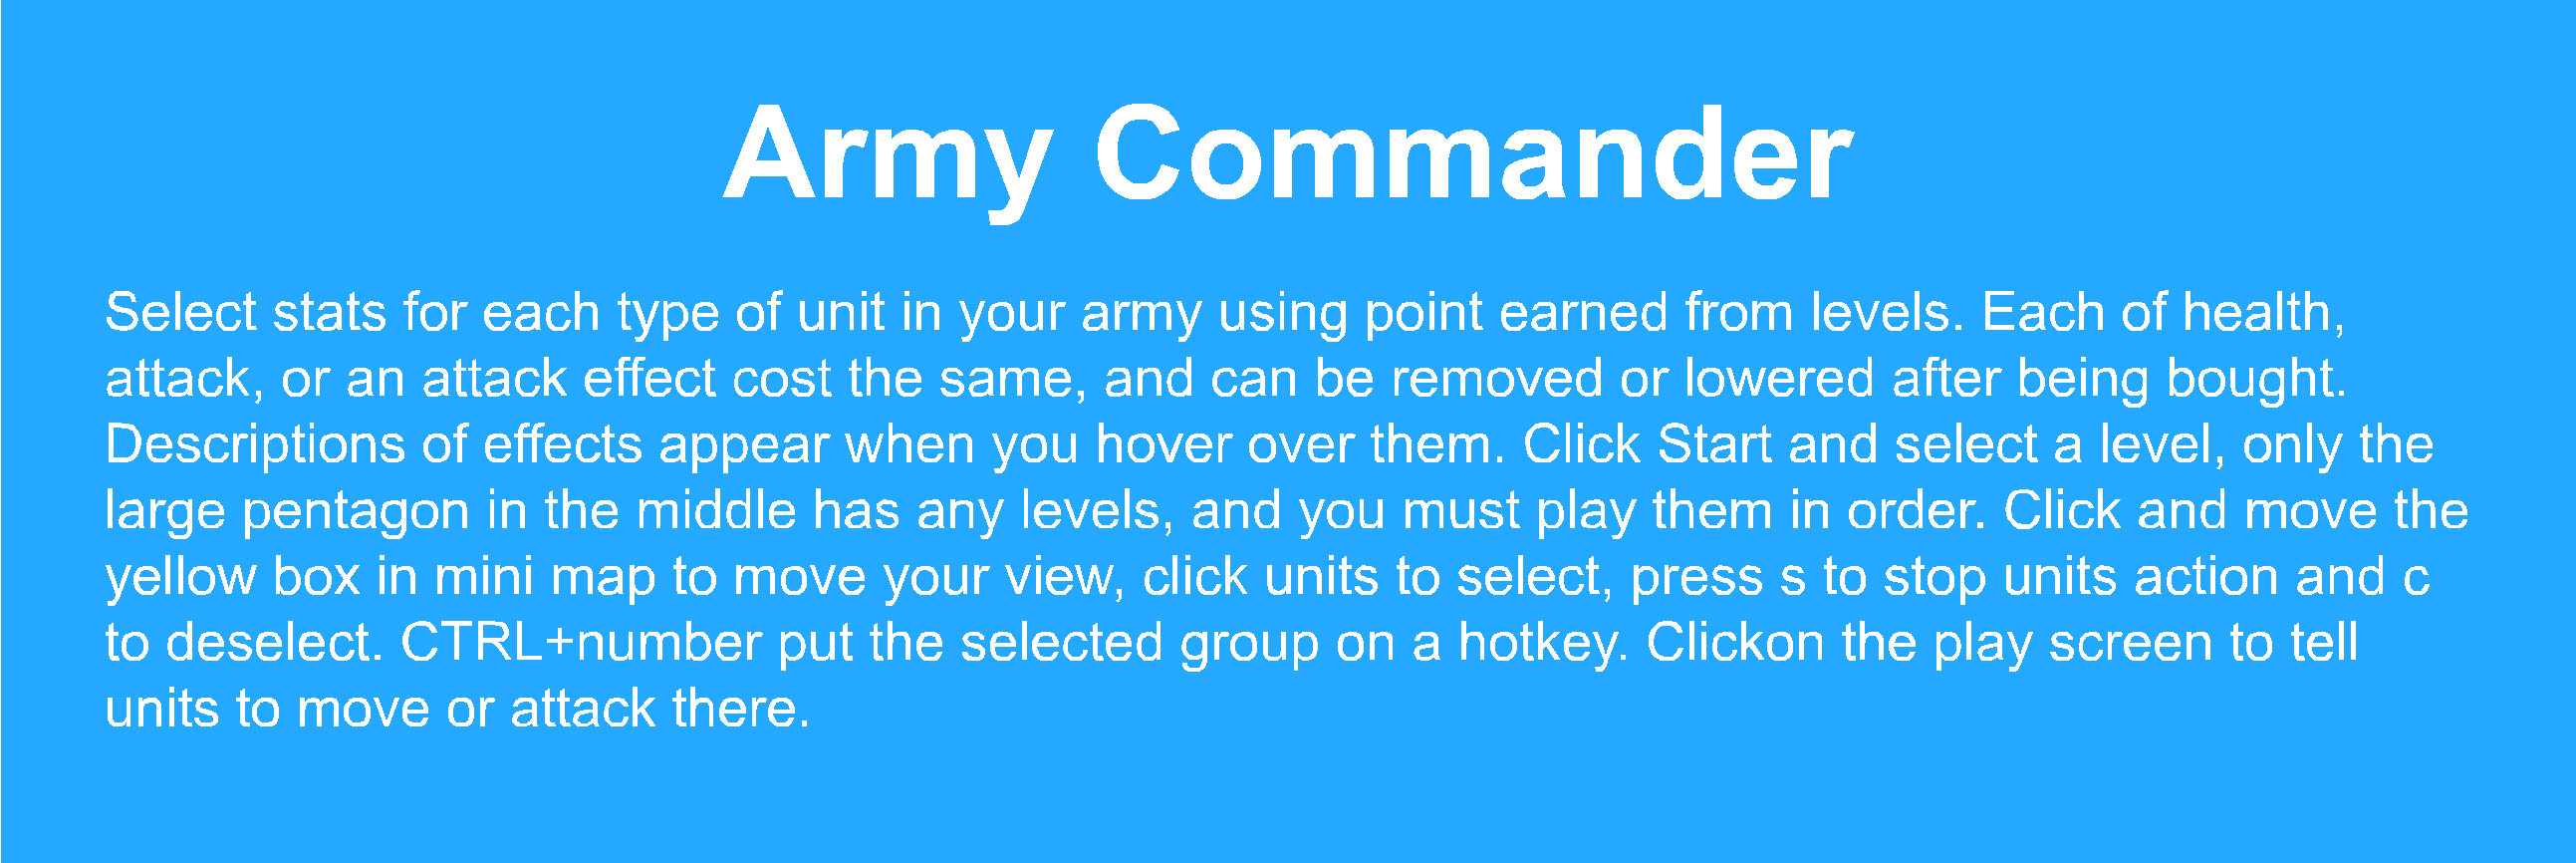 Army Commander
Select stats for each type of unit in your army using point earned from levels. Each of health,
attack, or an attack effect cost the same, and can be removed or lowered after being bought.
Descriptions of effects appear when you hover over them. Click Start and select a level, only the
large pentagon in the middle has any levels, and you must play them in order. Click and move the
yellow box in mini map to move your view, click units to select, press s to stop units action and c
to deselect. CTRL+number put the selected group on a hotkey. Clickon the play screen to tell
units to move or attack there.